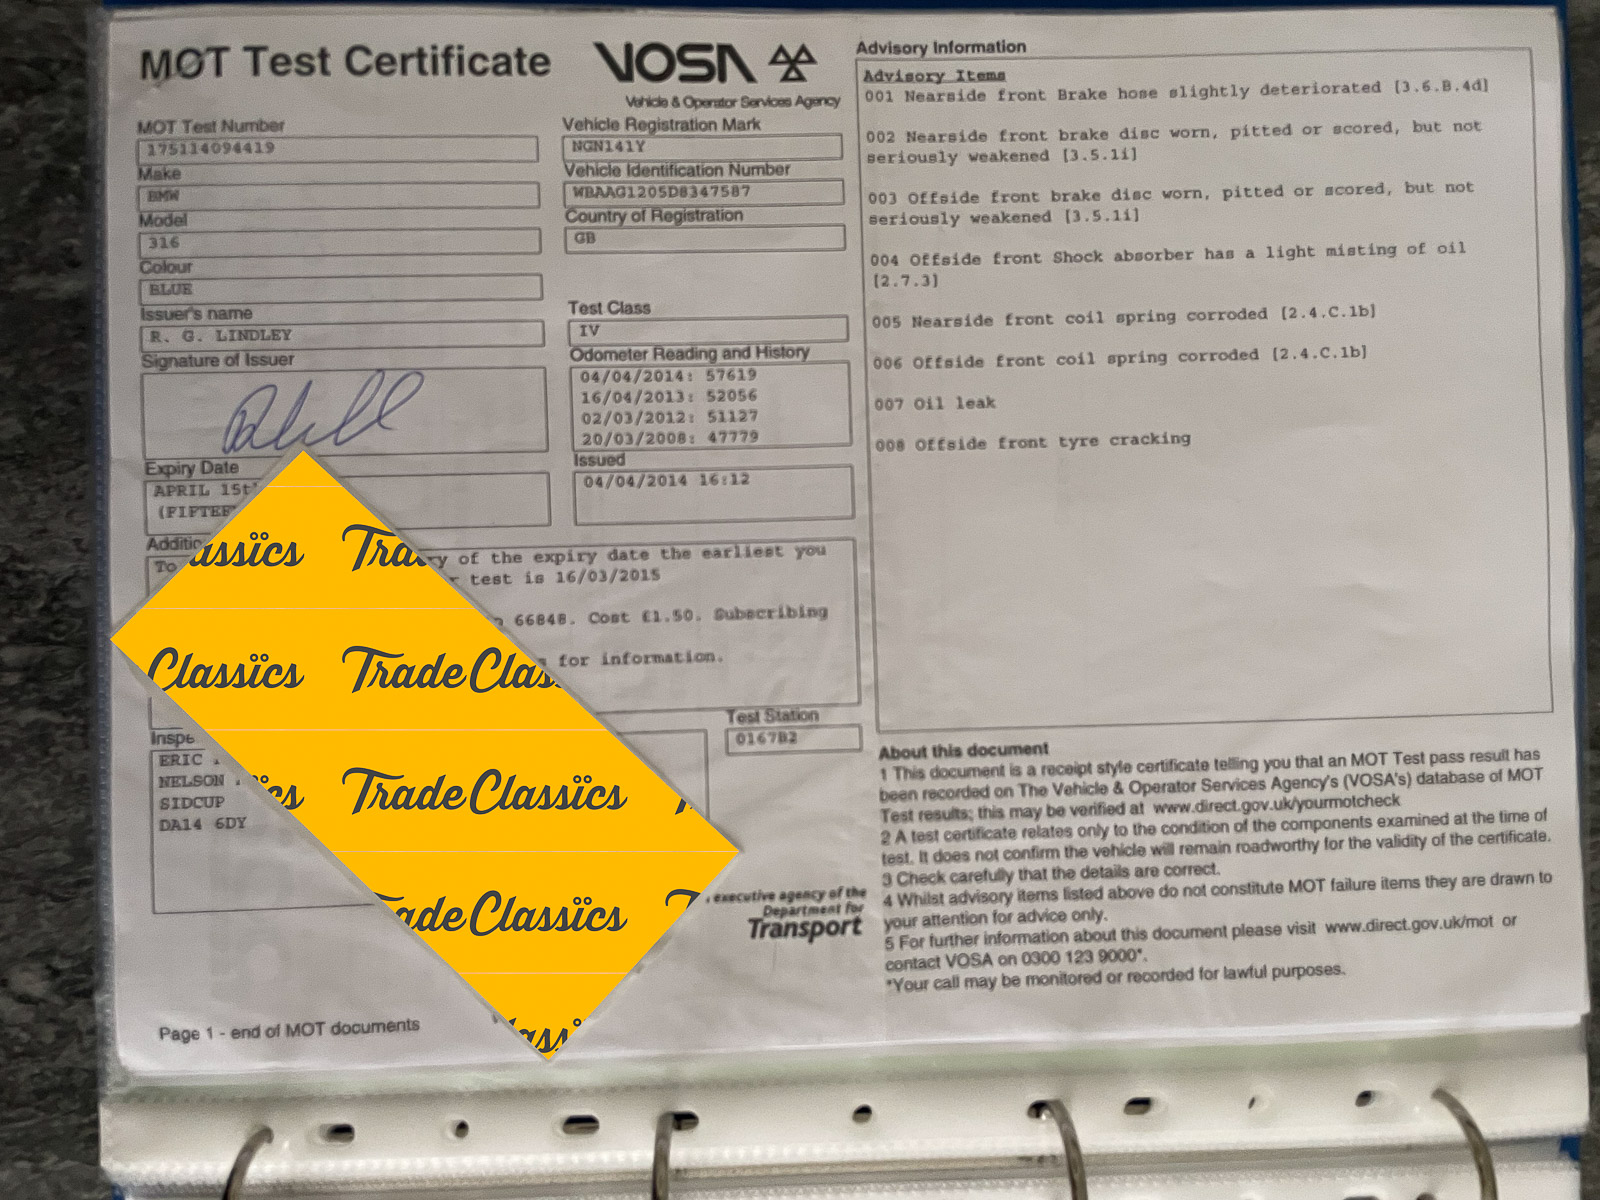 MOT Test Certificate
VOSA
Vehicle & Operator Services Agency
MOT Test Number
175114094419
Make
BMW
Model
316
Colour
BLUE
Issuer's name
R. G. LINDLEY
Signature of Issuer
Expiry Date
APRIL 15t
(FIFTEE
Additic
To
Vehicle Registration Mark
NGN141Y
Vehicle Identification Number
WBAAG1205D8347587
Country of Registration
GB
Test Class
IV
Odometer Reading and History
04/04/2014: 57619
16/04/2013: 52056
02/03/2012: 51127
20/03/2008: 47779
Issued
04/04/2014 16:12
y of the expiry date the earliest you
test is 16/03/2015
66848. Cost £1.50. Subscribing
for information.
Inspe
ERIC
NELSON
SIDCUP
DA14 6DY
Test Station
0167B2
executive agency of the
Department for
Transport
Page 1 - end of MOT documents
assïcs Trad
Classïcs TradeClas
cs TradeClassïcs T
adeClassïcs T
assï
Advisory Information
Advisory Items
001 Nearside front Brake hose slightly deteriorated [3.6.B.4d]
002 Nearside front brake disc worn, pitted or scored, but not
seriously weakened [3.5.1i]
003 Offside front brake disc worn, pitted or scored, but not
seriously weakened [3.5.1i]
004 Offside front Shock absorber has a light misting of oil
[2.7.3]
005 Nearside front coil spring corroded [2.4.C.1b]
006 Offside front coil spring corroded [2.4.C.1b]
007 Oil leak
008 Offside front tyre cracking
About this document
1 This document is a receipt style certificate telling you that an MOT Test pass result has
been recorded on The Vehicle & Operator Services Agency's (VOSA's) database of MOT
Test results; this may be verified at www.direct.gov.uk/yourmotcheck
2 A test certificate relates only to the condition of the components examined at the time of
test. It does not confirm the vehicle will remain roadworthy for the validity of the certificate.
3 Check carefully that the details are correct.
4 Whilst advisory items listed above do not constitute MOT failure items they are drawn to
your attention for advice only.
5 For further information about this document please visit www.direct.gov.uk/mot or
contact VOSA on 0300 123 9000*.
*Your call may be monitored or recorded for lawful purposes.